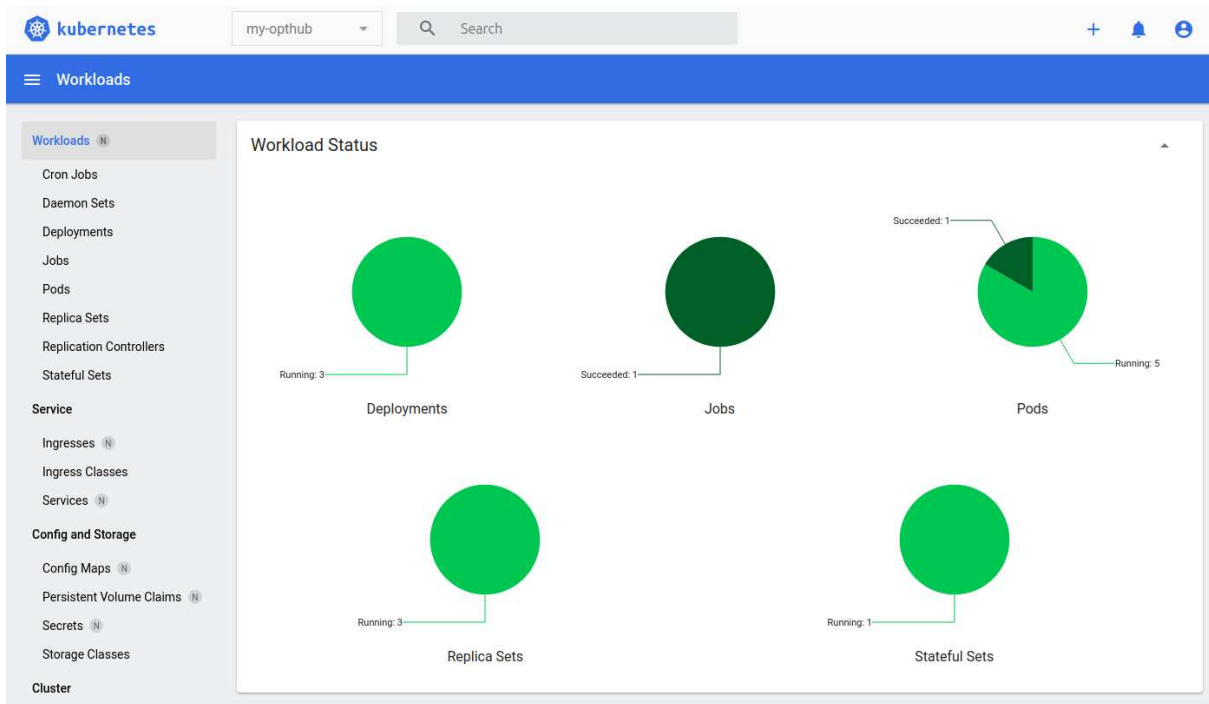 kubernetes
my-opthub
Search
Workloads
Workloads N
Cron Jobs
Daemon Sets
Deployments
Jobs
Pods
Replica Sets
Replication Controllers
Stateful Sets
Service
Ingresses N
Ingress Classes
Services N
Config and Storage
Config Maps N
Persistent Volume Claims N
Secrets N
Storage Classes
Cluster
Workload Status
Running: 3
Deployments
Succeeded: 1
Jobs
Succeeded: 1
Running: 5
Pods
Running: 3
Replica Sets
Running: 1
Stateful Sets